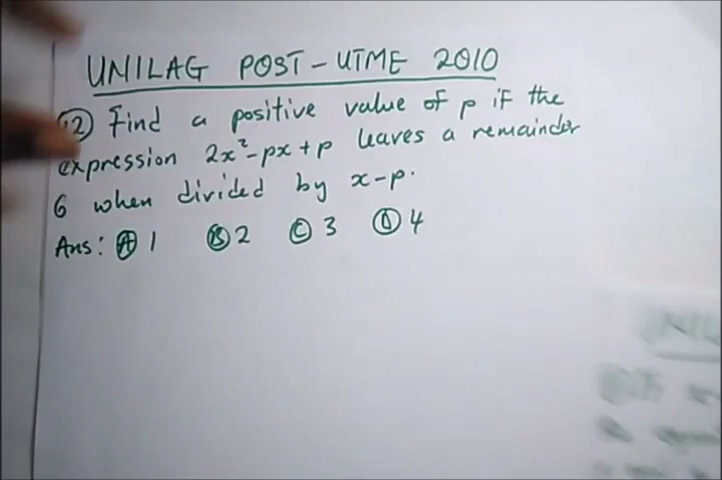 UNILAG POST-UTME 2010
Find a positive value of p if the
expression 2x²-px+p leaves a remainder
6 when divided by x-p.
Ans: (A) 1 (B) 2 (C) 3 (D) 4